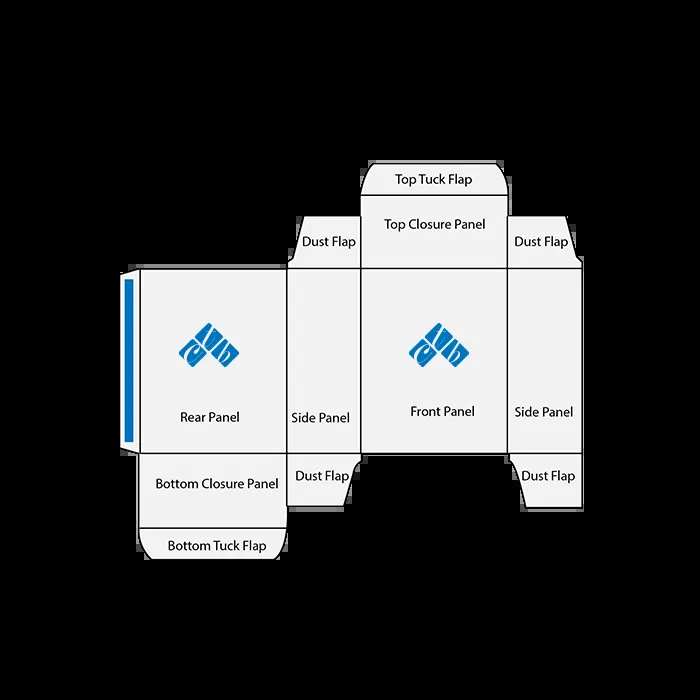 Top Tuck Flap
Top Closure Panel
Dust Flap
Dust Flap
Rear Panel
Side Panel
Front Panel
Side Panel
Bottom Closure Panel
Dust Flap
Dust Flap
Bottom Tuck Flap